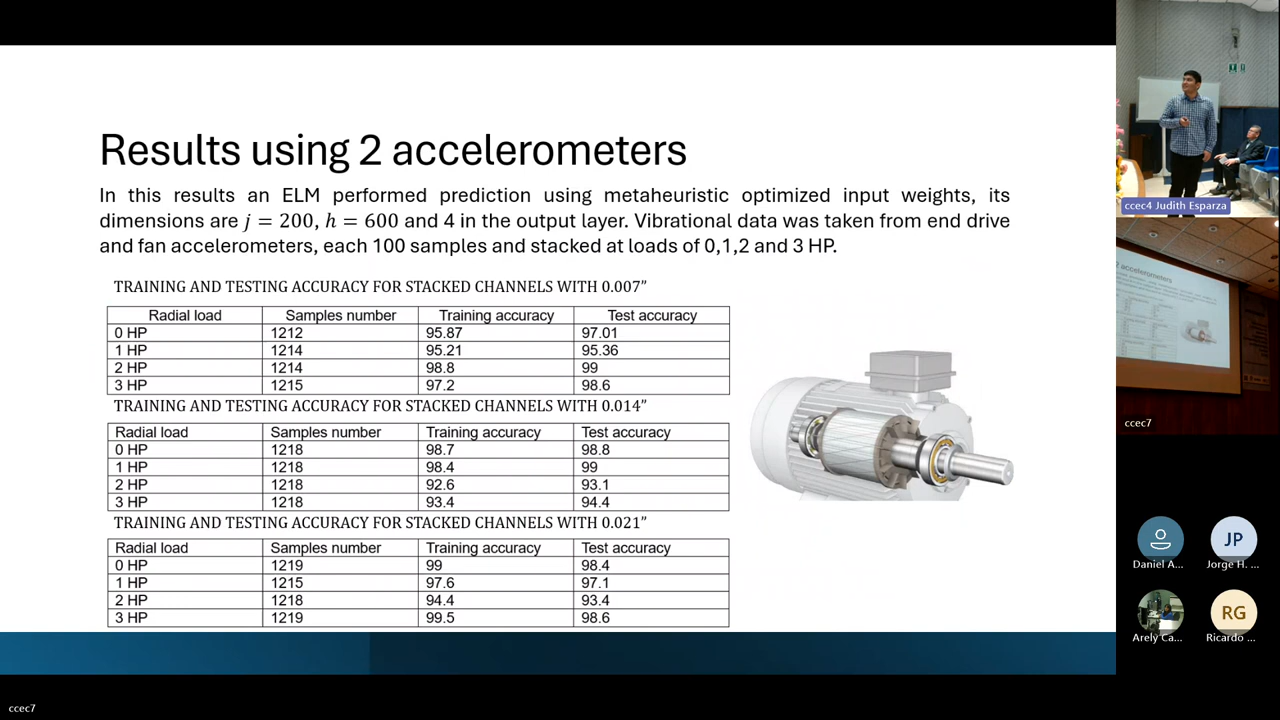 Results using 2 accelerometers
In this results an ELM performed prediction using metaheuristic optimized input weights, its
dimensions are j = 200, h = 600 and 4 in the output layer. Vibrational data was taken from end drive
and fan accelerometers, each 100 samples and stacked at loads of 0,1,2 and 3 HP.
TRAINING AND TESTING ACCURACY FOR STACKED CHANNELS WITH 0.007”
Radial load Samples number Training accuracy Test accuracy
0 HP 1212 95.87 97.01
1 HP 1214 95.21 95.36
2 HP 1214 98.8 99
3 HP 1215 97.2 98.6
TRAINING AND TESTING ACCURACY FOR STACKED CHANNELS WITH 0.014”
Radial load Samples number Training accuracy Test accuracy
0 HP 1218 98.7 98.8
1 HP 1218 98.4 99
2 HP 1218 92.6 93.1
3 HP 1218 93.4 94.4
TRAINING AND TESTING ACCURACY FOR STACKED CHANNELS WITH 0.021”
Radial load Samples number Training accuracy Test accuracy
0 HP 1219 99 98.4
1 HP 1215 97.6 97.1
2 HP 1218 94.4 93.4
3 HP 1219 99.5 98.6
ccec4 Judith Esparza
2 accelerometers
ccec7
JP
Daniel A... Jorge H. ...
RG
Arely Ca... Ricardo ...
ccec7